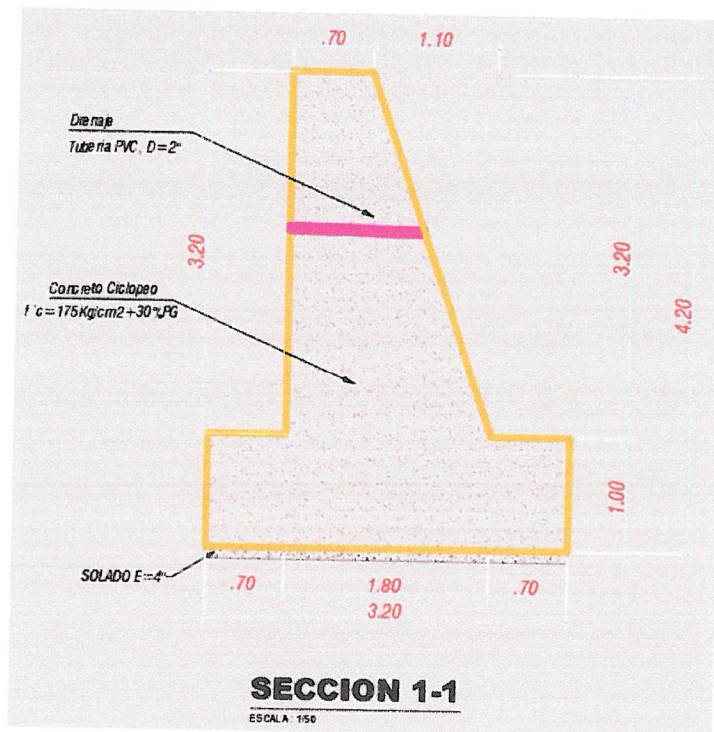 .70
1.10
Drenaje
Tuberia PVC, D=2"
3.20
3.20
4.20
Concreto Ciclopeo
f'c=175Kg/cm2+30%PG
1.00
SOLADO E=4"
.70
1.80
.70
3.20
SECCION 1-1
ESCALA: 1/50